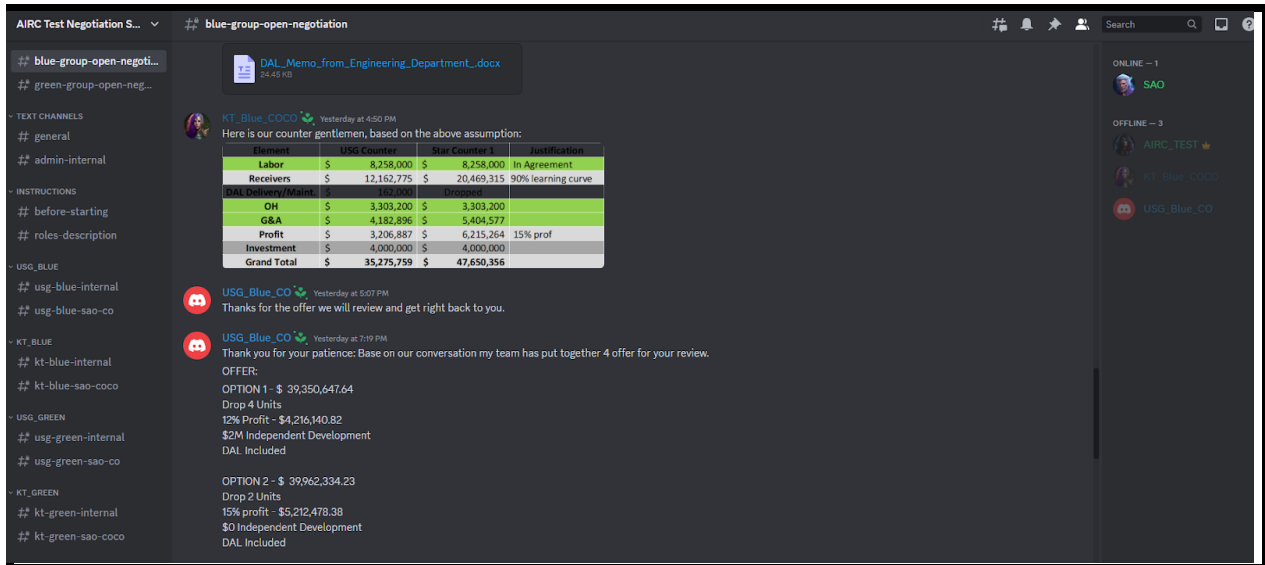 AIRC Test Negotiation S...
blue-group-open-negotiation
Search
blue-group-open-negoti...
green-group-open-neg...
TEXT CHANNELS
general
admin-internal
INSTRUCTIONS
before-starting
roles-description
USG_BLUE
usg-blue-internal
usg-blue-sao-co
KT_BLUE
kt-blue-internal
kt-blue-sao-coco
USG_GREEN
usg-green-internal
usg-green-sao-co
KT_GREEN
kt-green-internal
kt-green-sao-coco
DAL_Memo_from_Engineering_Department_.docx
24.45 KB
KT_Blue_COCO Yesterday at 4:50 PM
Here is our counter gentlemen, based on the above assumption:
Element USG Counter Star Counter 1 Justification
Labor $ 8,258,000 $ 8,258,000 In Agreement
Receivers $ 12,162,775 $ 20,469,315 90% learning curve
DAL Delivery/Maint. $ 162,000 Dropped
OH $ 3,303,200 $ 3,303,200
G&A $ 4,182,896 $ 5,404,577
Profit $ 3,206,887 $ 6,215,264 15% prof
Investment $ 4,000,000 $ 4,000,000
Grand Total $ 35,275,759 $ 47,650,356
USG_Blue_CO Yesterday at 5:07 PM
Thanks for the offer we will review and get right back to you.
USG_Blue_CO Yesterday at 7:19 PM
Thank you for your patience: Base on our conversation my team has put together 4 offer for your review.
OFFER:
OPTION 1 - $ 39,350,647.64
Drop 4 Units
12% Profit - $4,216,140.82
$2M Independent Development
DAL Included
OPTION 2 - $ 39,962,334.23
Drop 2 Units
15% profit - $5,212,478.38
$0 Independent Development
DAL Included
ONLINE — 1
SAO
OFFLINE — 3
AIRC_TEST
KT_Blue_COCO
USG_Blue_CO